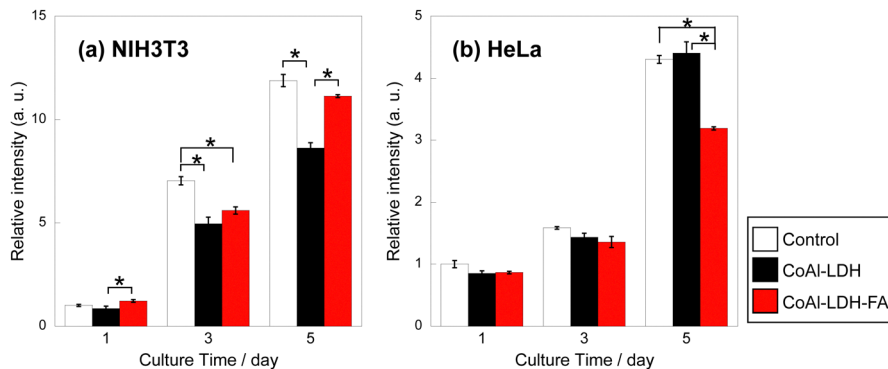 (a) NIH3T3
Relative intensity (a. u.)
15
10
5
0
*
*
*
*
*
1
3
5
Culture Time / day
(b) HeLa
Relative intensity (a. u.)
5
4
3
2
1
0
*
*
1
3
5
Culture Time / day
Control
CoAl-LDH
CoAl-LDH-FA